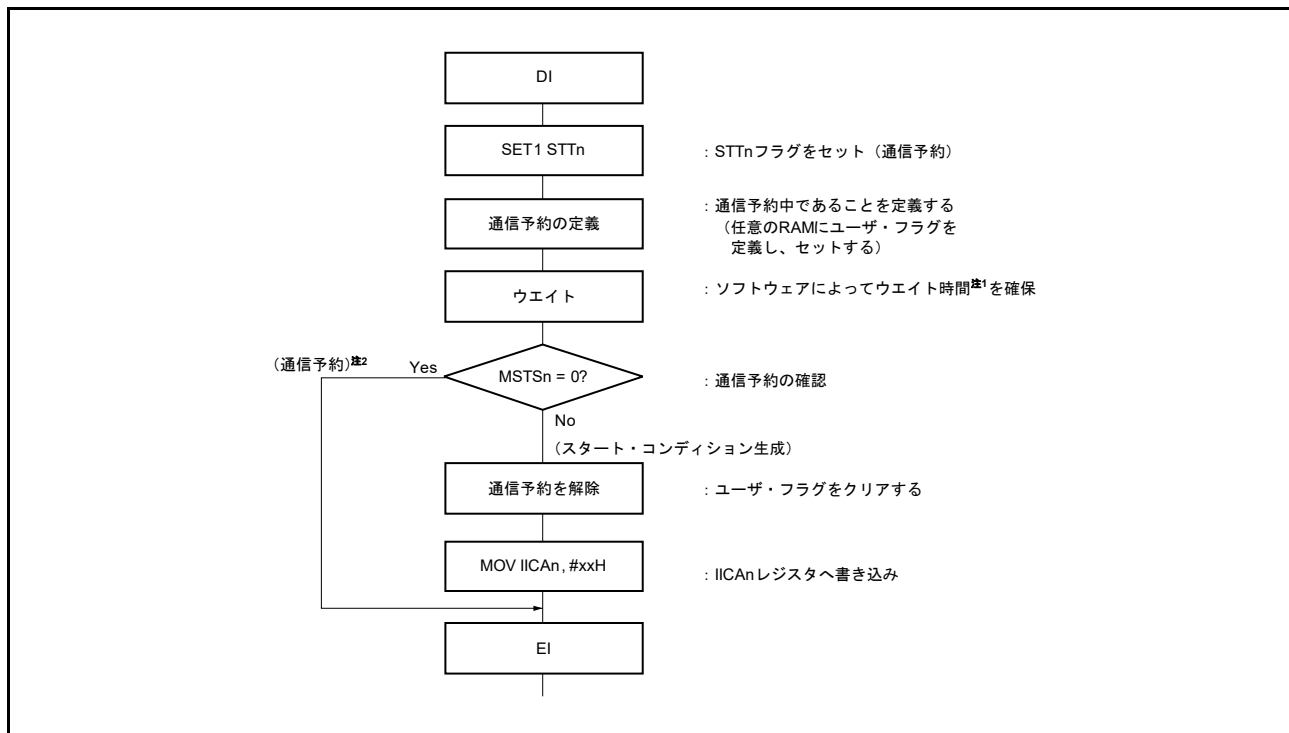 DI
SET1 STTn
：STTnフラグをセット（通信予約）
通信予約の定義
：通信予約中であることを定義する
（任意のRAMにユーザ・フラグを
定義し、セットする）
ウエイト
：ソフトウェアによってウエイト時間注1を確保
（通信予約）注2
Yes
MSTSn = 0?
：通信予約の確認
No
（スタート・コンディション生成）
通信予約を解除
：ユーザ・フラグをクリアする
MOV IICAn, #xxH
：IICAnレジスタへ書き込み
EI